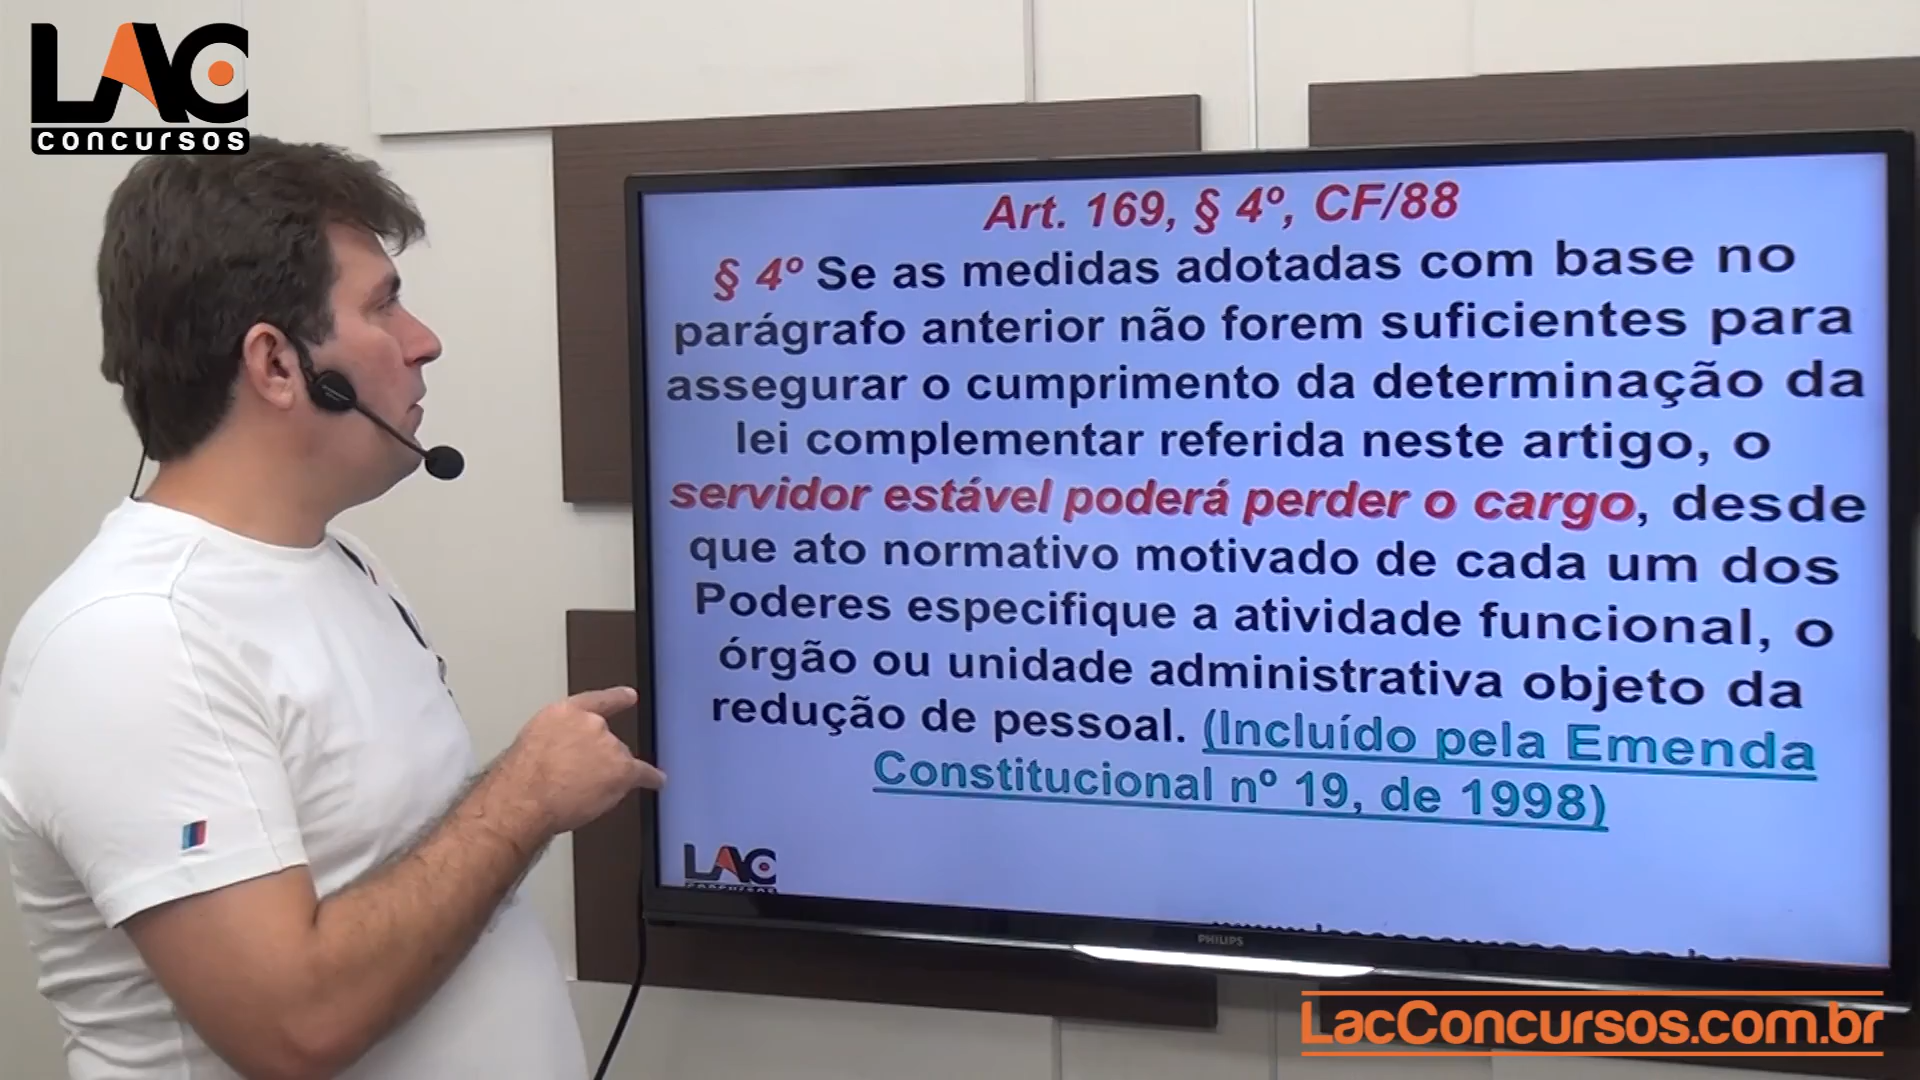 LAC
concursos
Art. 169, § 4º, CF/88
§ 4º Se as medidas adotadas com base no
parágrafo anterior não forem suficientes para
assegurar o cumprimento da determinação da
lei complementar referida neste artigo, o
servidor estável poderá perder o cargo, desde
que ato normativo motivado de cada um dos
Poderes especifique a atividade funcional, o
órgão ou unidade administrativa objeto da
redução de pessoal. (Incluído pela Emenda
Constitucional nº 19, de 1998)
LAC
CONCURSOS
PHILIPS
LacConcursos.com.br